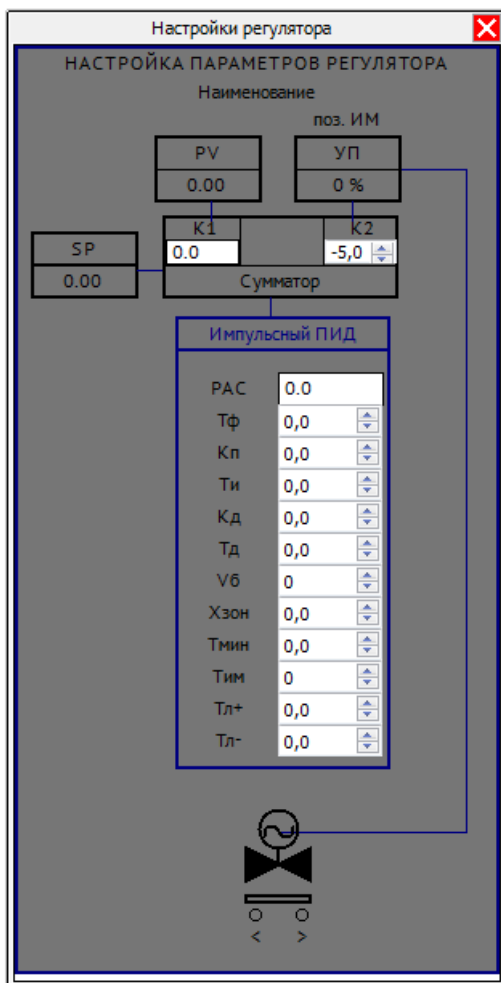 Настройки регулятора
НАСТРОЙКА ПАРАМЕТРОВ РЕГУЛЯТОРА
Наименование
поз. ИМ
PV УП
0.00 0 %
K1 K2
SP 0.0 -5,0
0.00 Сумматор
Импульсный ПИД
РАС 0.0
Тф 0,0
Кп 0,0
Ти 0,0
Кд 0,0
Тд 0,0
Vб 0
Хзон 0,0
Тмин 0,0
Тим 0
Тл+ 0,0
Тл- 0,0
< >